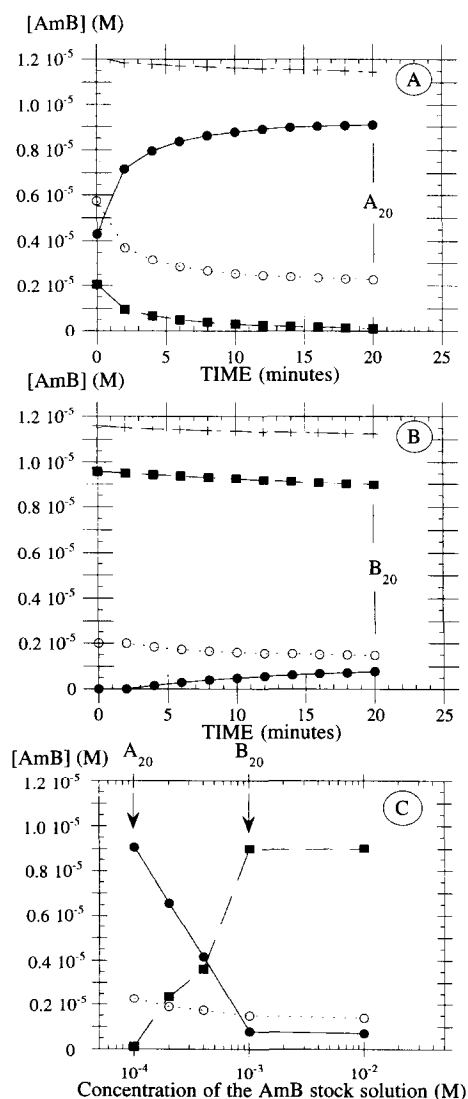 [AmB] (M)
1.2 10-5
A
1.0 10-5
0.8 10-5
0.6 10-5
A20
0.4 10-5
0.2 10-5
0
0 5 10 15 20 25
TIME (minutes)
[AmB] (M)
1.2 10-5
B
1.0 10-5
0.8 10-5
0.6 10-5
B20
0.4 10-5
0.2 10-5
0
0 5 10 15 20 25
TIME (minutes)
[AmB] (M)
A20 B20
1.2 10-5
C
1.0 10-5
0.8 10-5
0.6 10-5
0.4 10-5
0.2 10-5
0
10-4 10-3 10-2
Concentration of the AmB stock solution (M)